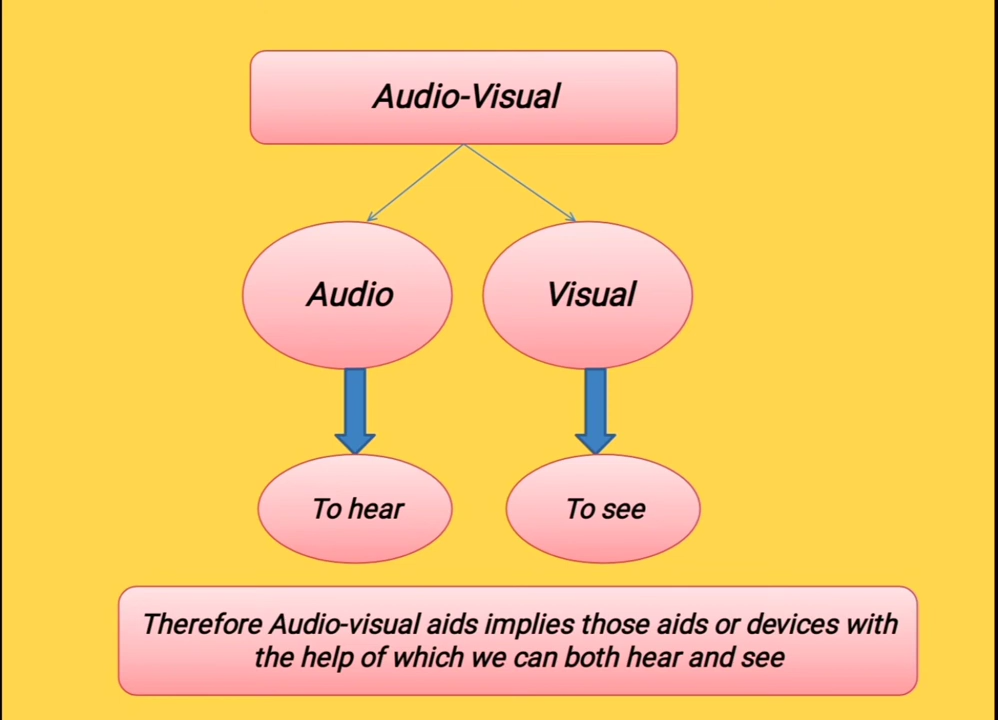 Audio-Visual
Audio
Visual
To hear
To see
Therefore Audio-visual aids implies those aids or devices with
the help of which we can both hear and see